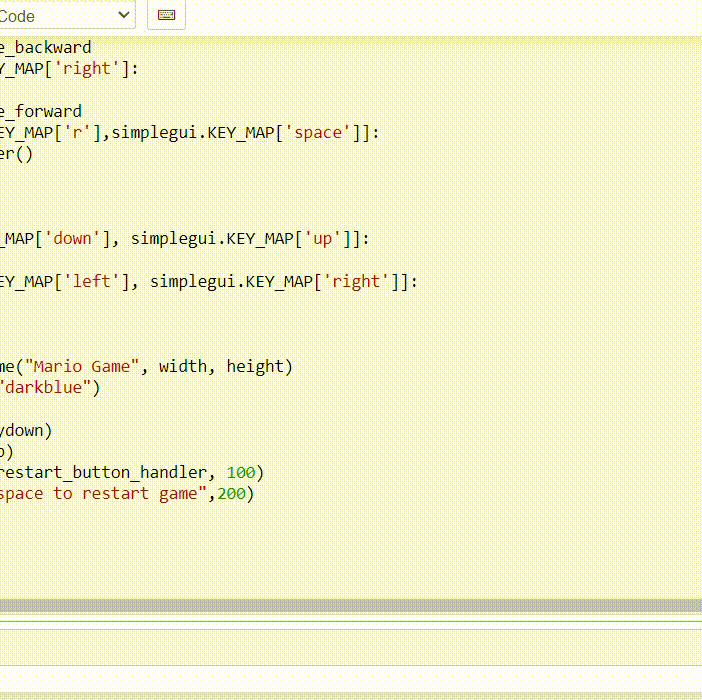 Code
e_backward
Y_MAP['right']:
e_forward
EY_MAP['r'],simplegui.KEY_MAP['space']]:
er()
_MAP['down'], simplegui.KEY_MAP['up']]:
EY_MAP['left'], simplegui.KEY_MAP['right']]:
me("Mario Game", width, height)
"darkblue")
ydown)
p)
restart_button_handler, 100)
space to restart game",200)